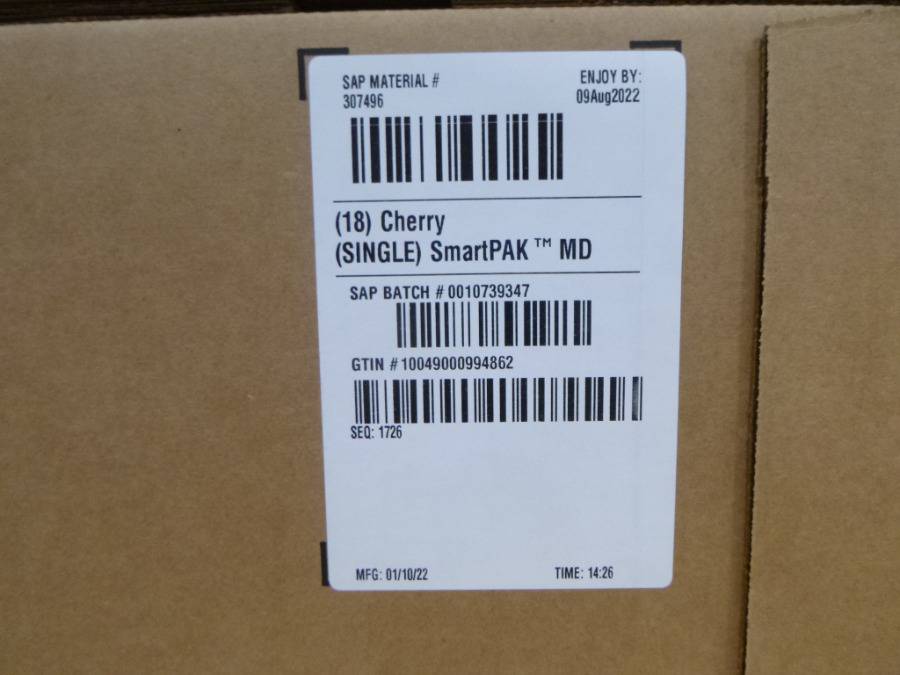 SAP MATERIAL # ENJOY BY:
307496 09Aug2022
(18) Cherry
(SINGLE) SmartPAK ™ MD
SAP BATCH # 0010739347
GTIN # 10049000994862
SEQ: 1726
MFG: 01/10/22 TIME: 14:26